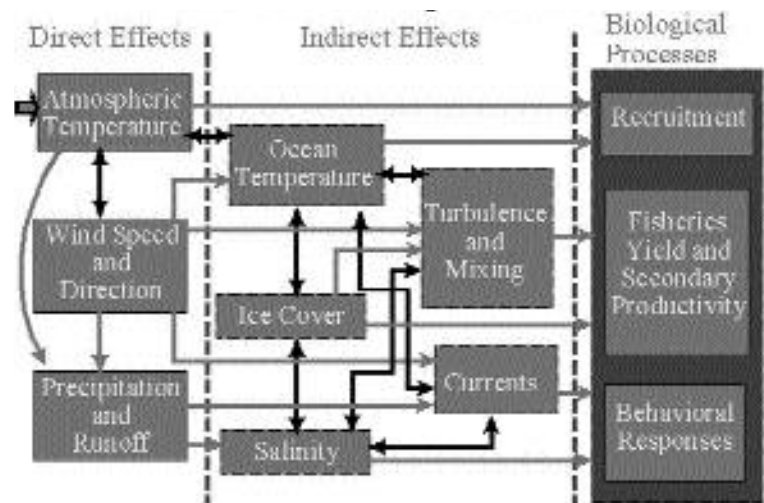 Direct Effects
Indirect Effects
Biological
Processes
Atmospheric
Temperature
Recruitment
Ocean
Temperature
Turbulence
and
Mixing
Wind Speed
and
Direction
Fisheries
Yield and
Secondary
Productivity
Ice Cover
Precipitation
and
Runoff
Currents
Behavioral
Responses
Salinity